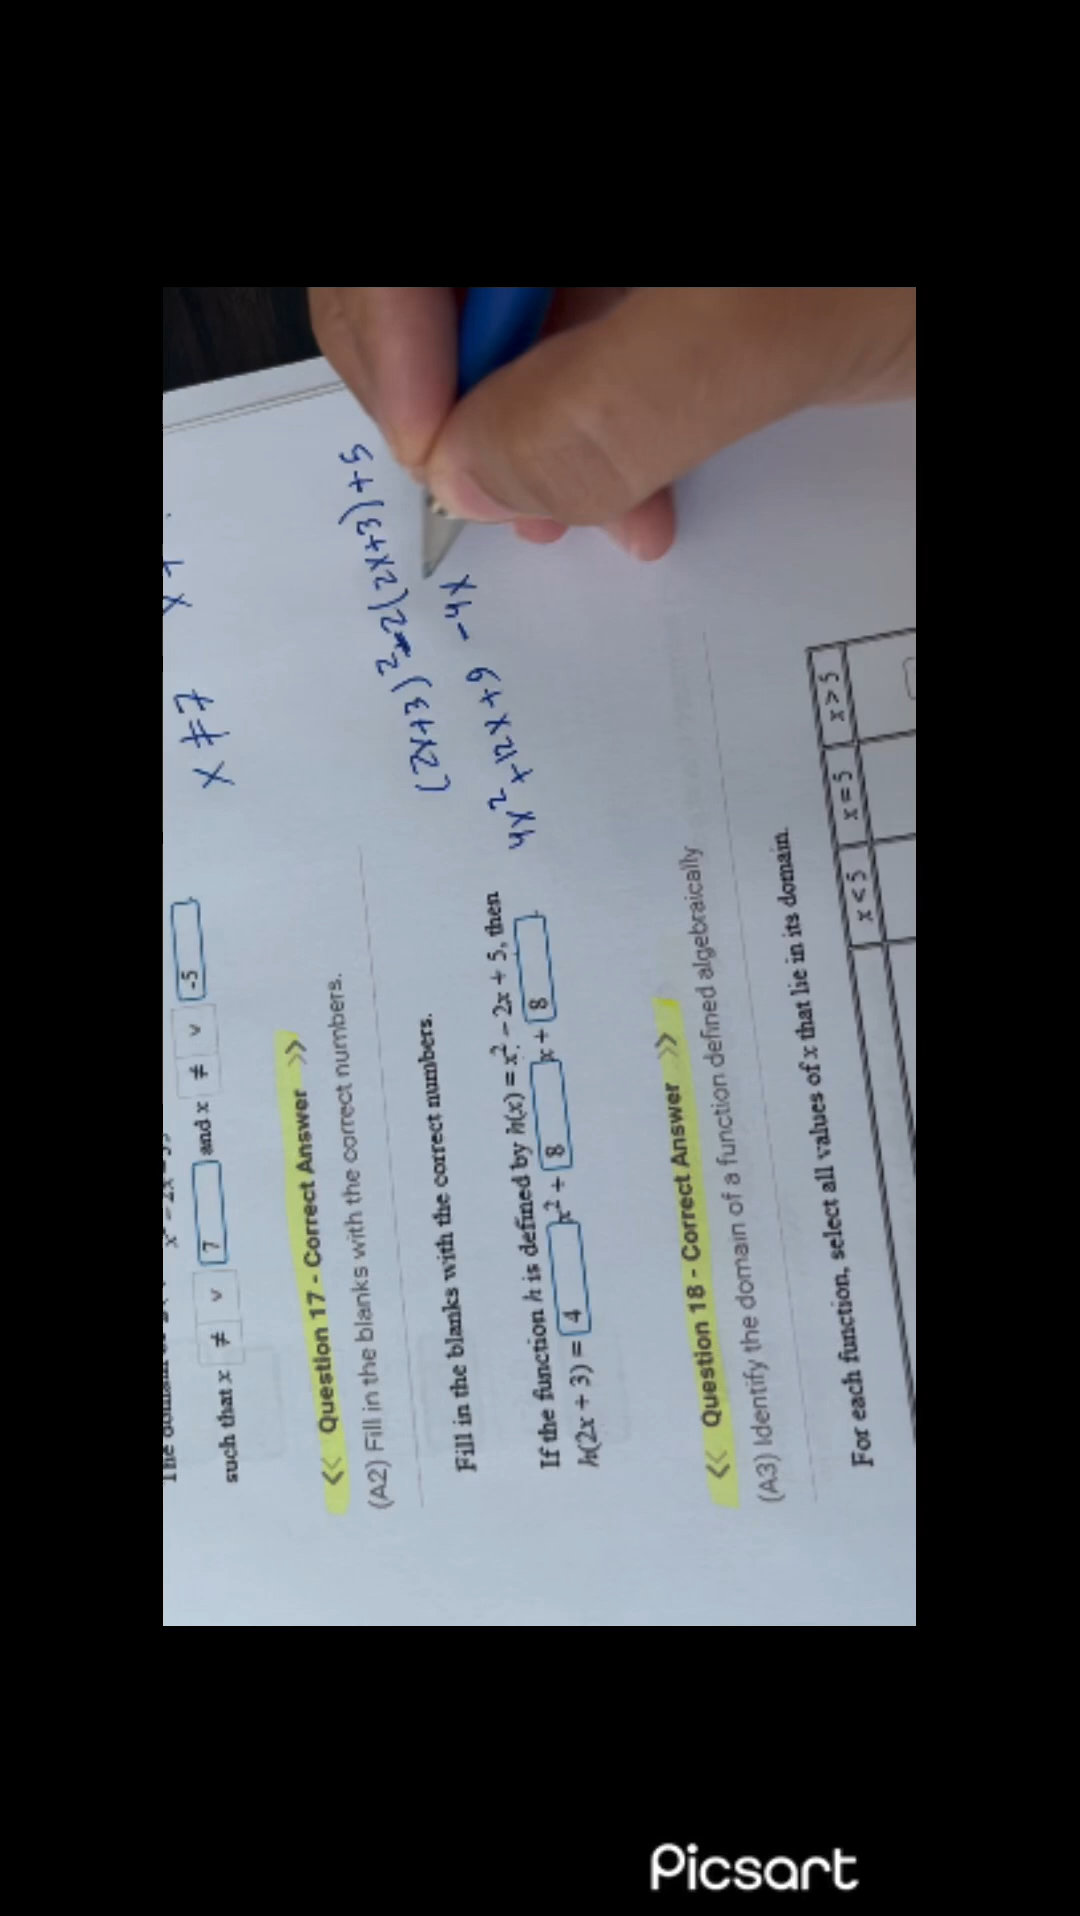 such that x ≠ v 7 and x ≠ v -5
x ≠ 7
<< Question 17 - Correct Answer >>
(A2) Fill in the blanks with the correct numbers.
Fill in the blanks with the correct numbers.
If the function h is defined by h(x) = x² - 2x + 5, then
h(2x + 3) = 4 x² + 8 x + 8
(2x+3)²-2(2x+3)+5
4x²+12x+9 -4x
<< Question 18 - Correct Answer >>
(A3) Identify the domain of a function defined algebraically
For each function, select all values of x that lie in its domain.
x < 5 x = 5 x > 5
Picsart